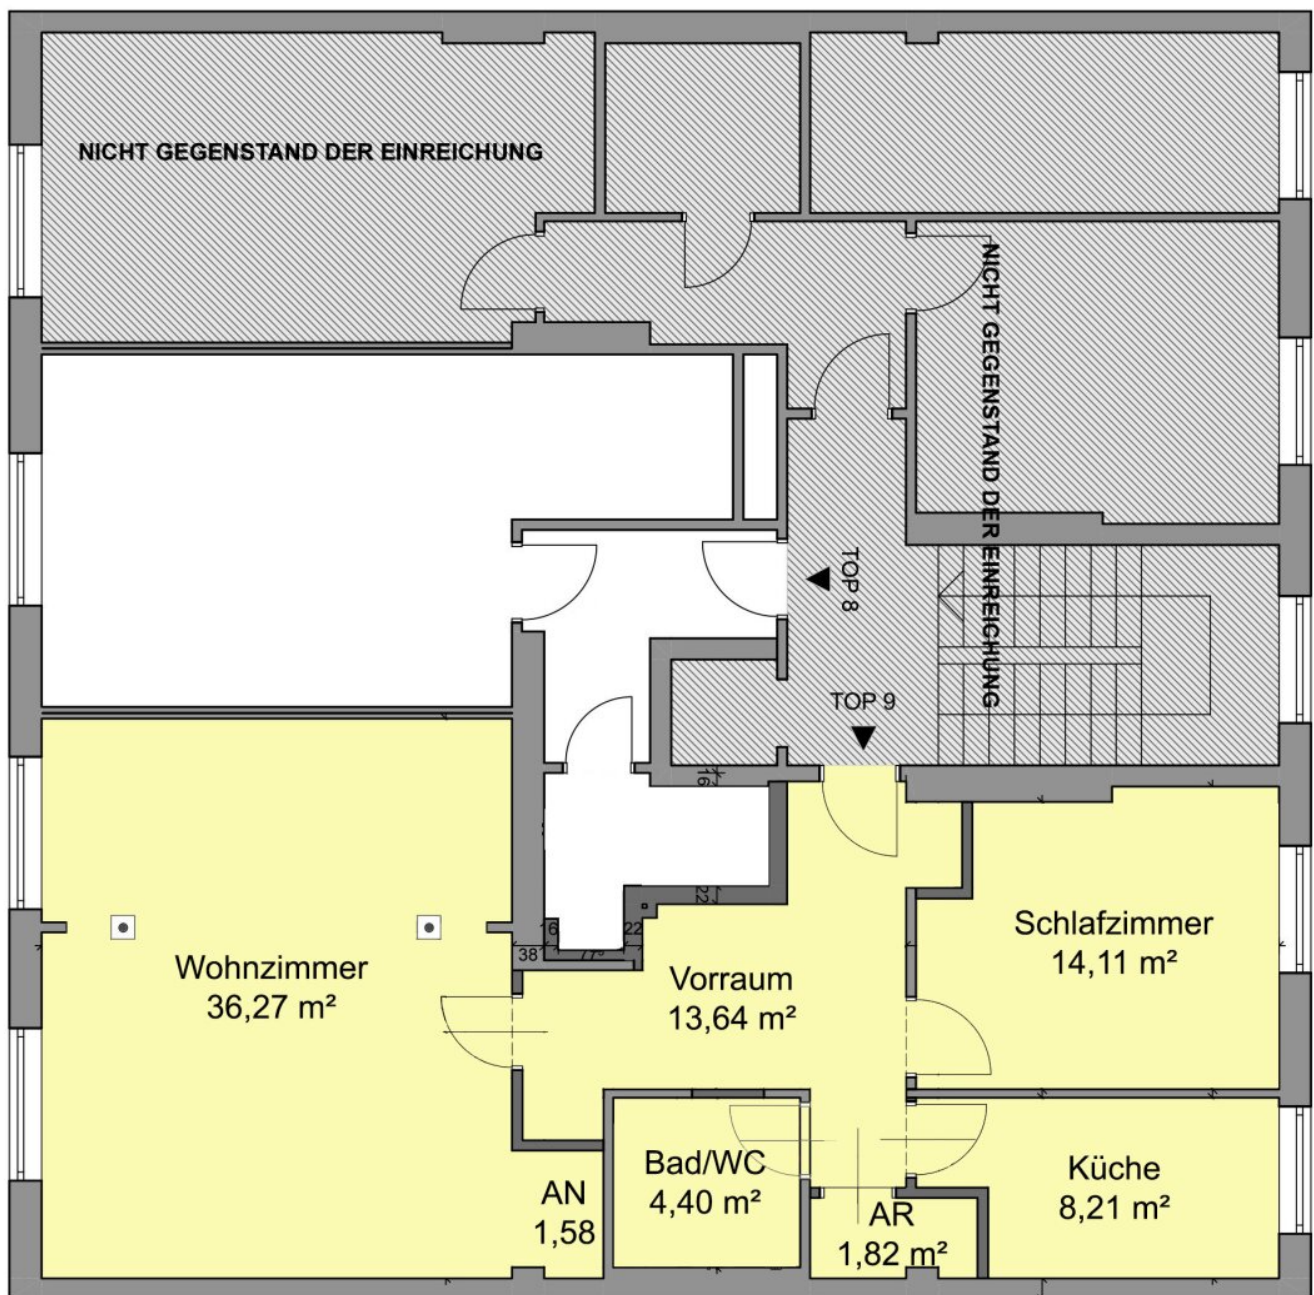 NICHT GEGENSTAND DER EINREICHUNG
NICHT GEGENSTAND DER EINREICHUNG
TOP 8
TOP 9
16
22
16
22
38
Schlafzimmer
14,11 m²
Wohnzimmer
36,27 m²
Vorraum
13,64 m²
Bad/WC
4,40 m²
Küche
8,21 m²
AN
1,58
AR
1,82 m²